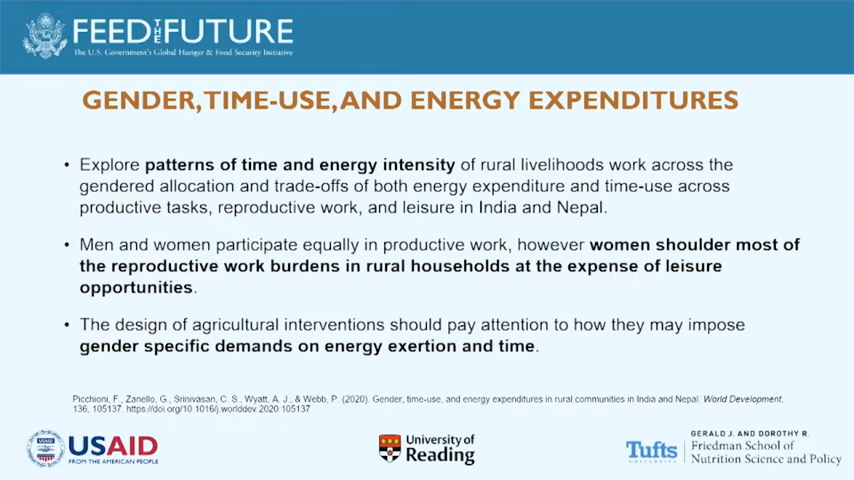 FEED THE FUTURE
The U.S. Government's Global Hunger & Food Security Initiative
GENDER, TIME-USE, AND ENERGY EXPENDITURES
• Explore patterns of time and energy intensity of rural livelihoods work across the
gendered allocation and trade-offs of both energy expenditure and time-use across
productive tasks, reproductive work, and leisure in India and Nepal.
• Men and women participate equally in productive work, however women shoulder most of
the reproductive work burdens in rural households at the expense of leisure
opportunities.
• The design of agricultural interventions should pay attention to how they may impose
gender specific demands on energy exertion and time.
Picchioni, F., Zanello, G., Srinivasan, C. S., Wyatt, A. J., & Webb, P. (2020). Gender, time-use, and energy expenditures in rural communities in India and Nepal. World Development,
136, 105137. https://doi.org/10.1016/j.worlddev.2020.105137
USAID
FROM THE AMERICAN PEOPLE
University of
Reading
Tufts
UNIVERSITY
GERALD J. AND DOROTHY R.
Friedman School of
Nutrition Science and Policy